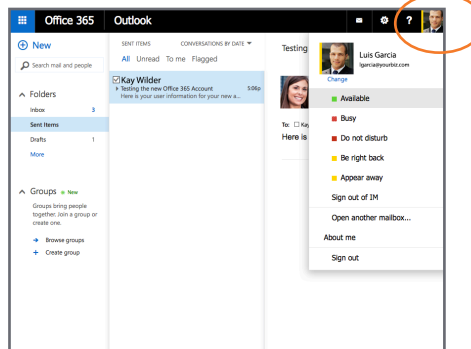 Office 365
Outlook
?
New
Search mail and people
Folders
Inbox 3
Sent Items
Drafts 1
More
Groups New
Groups bring people
together. Join a group or
create one.
Browse groups
Create group
SENT ITEMS CONVERSATIONS BY DATE
All Unread To me Flagged
Kay Wilder
Testing the new Office 365 Account 5:06p
Here is your user information for your new a...
Testing
To: Kay
Here is
Luis Garcia
lgarcia@yourbiz.com
Change
Available
Busy
Do not disturb
Be right back
Appear away
Sign out of IM
Open another mailbox...
About me
Sign out